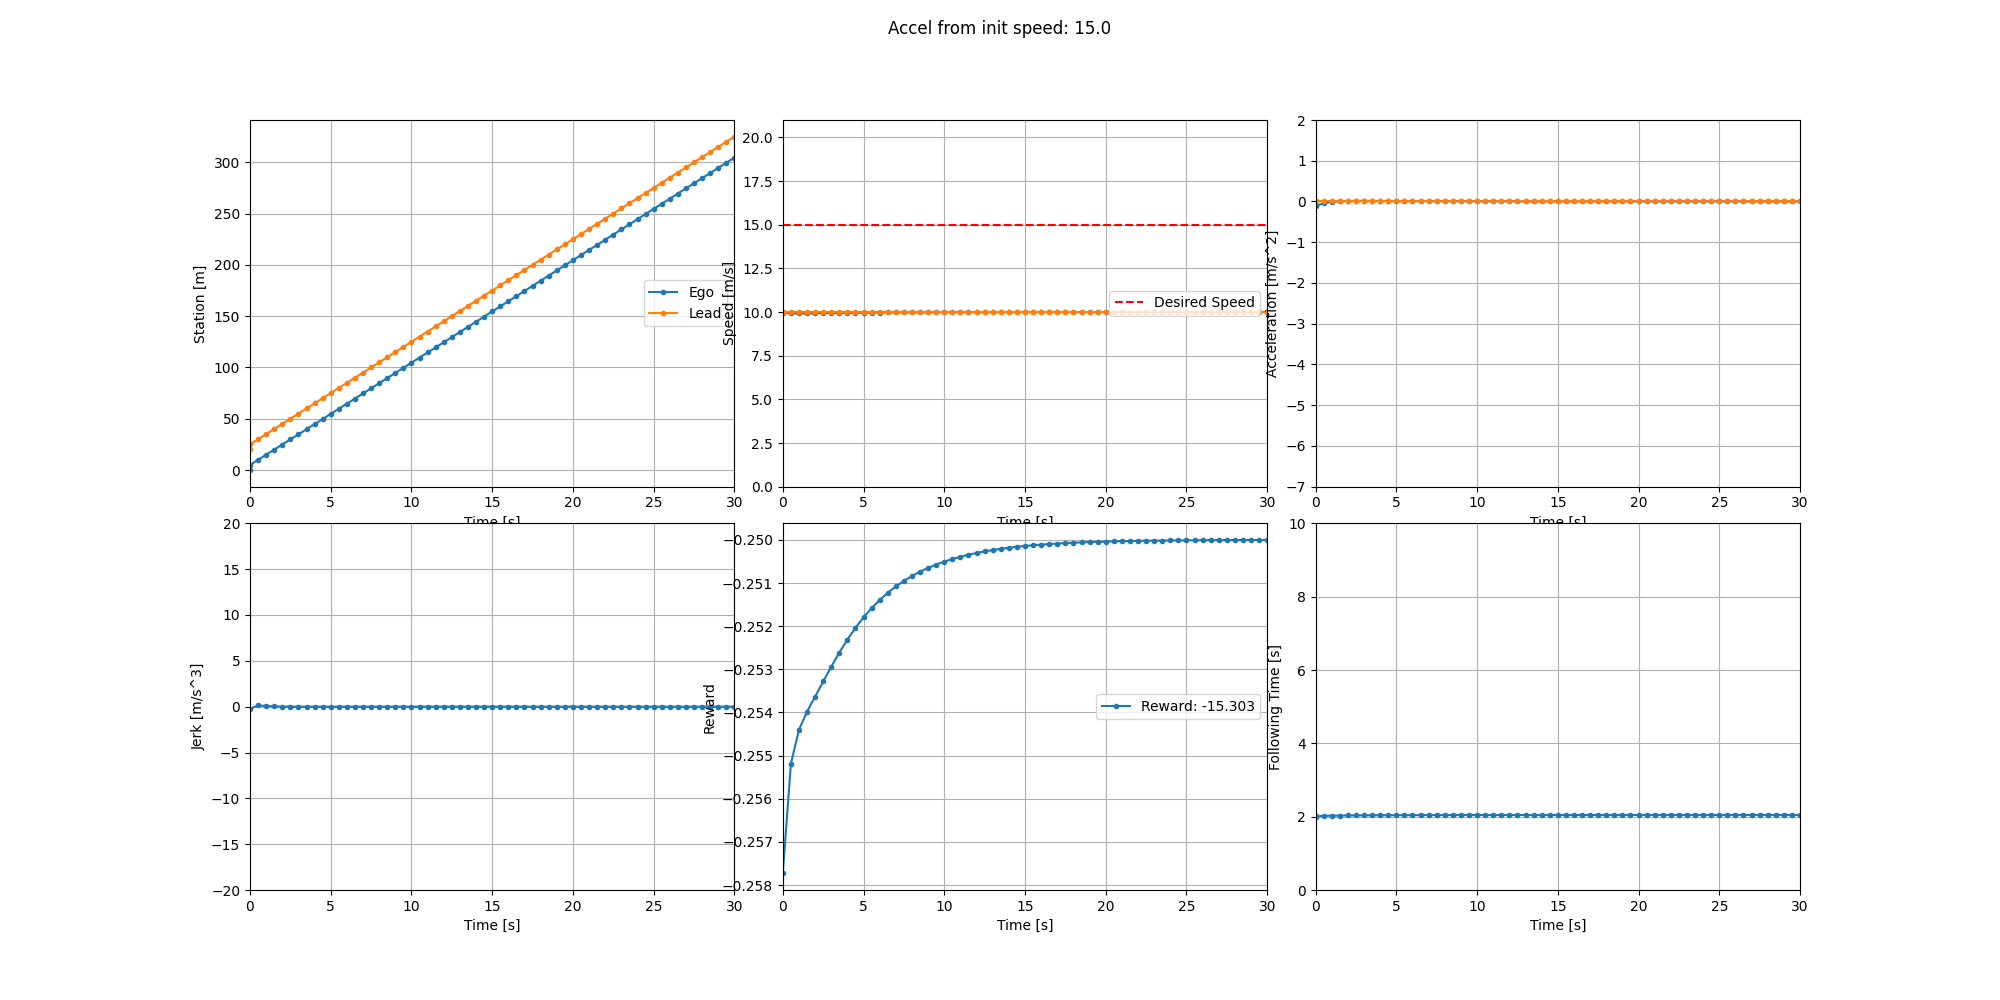 Accel from init speed: 15.0
Station [m]
300
250
200
150
100
50
0
0 5 10 15 20 25 30
Time [s]
Ego
Lead
Speed [m/s]
20.0
17.5
15.0
12.5
10.0
7.5
5.0
2.5
0.0
0 5 10 15 20 25 30
Time [s]
Desired Speed
Acceleration [m/s^2]
2
1
0
−1
−2
−3
−4
−5
−6
−7
0 5 10 15 20 25 30
Time [s]
Jerk [m/s^3]
20
15
10
5
0
−5
−10
−15
−20
0 5 10 15 20 25 30
Time [s]
Reward
−0.250
−0.251
−0.252
−0.253
−0.254
−0.255
−0.256
−0.257
−0.258
0 5 10 15 20 25 30
Time [s]
Reward: -15.303
Following Time [s]
10
8
6
4
2
0
0 5 10 15 20 25 30
Time [s]